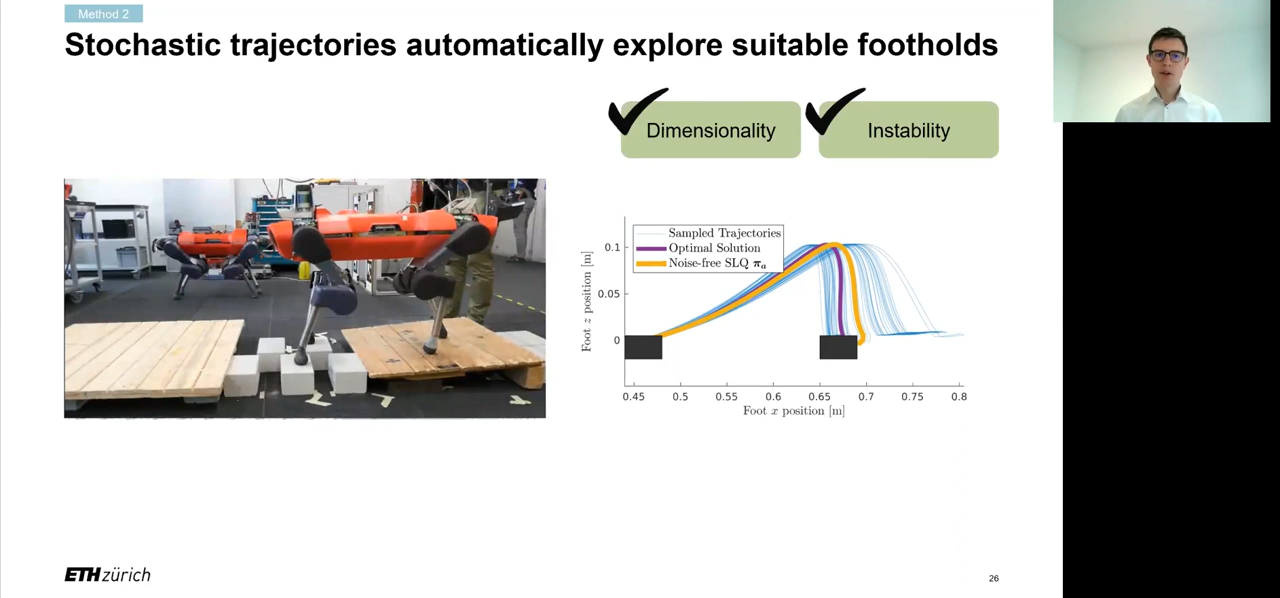 Method 2
Stochastic trajectories automatically explore suitable footholds
Dimensionality
Instability
Sampled Trajectories
Optimal Solution
Noise-free SLQ πₐ
Foot z position [m]
0.1
0.05
0
0.45 0.5 0.55 0.6 0.65 0.7 0.75 0.8
Foot x position [m]
ETH zürich
26